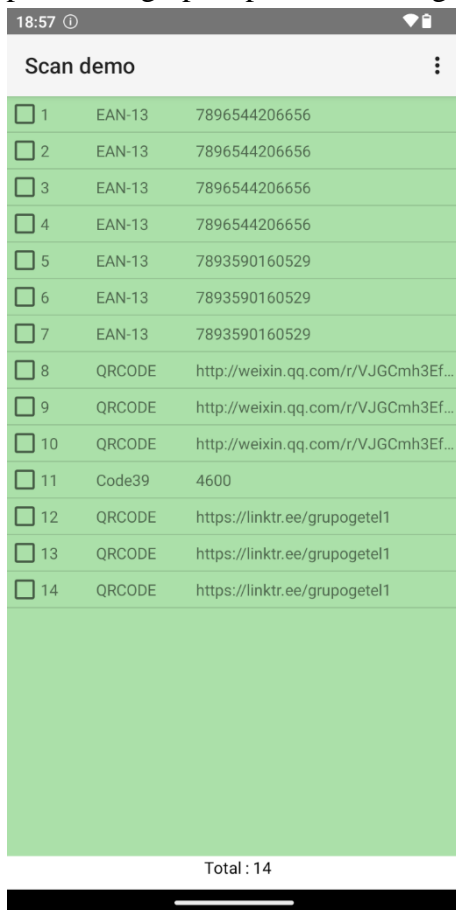 18:57
Scan demo
1 EAN-13 7896544206656
2 EAN-13 7896544206656
3 EAN-13 7896544206656
4 EAN-13 7896544206656
5 EAN-13 7893590160529
6 EAN-13 7893590160529
7 EAN-13 7893590160529
8 QRCODE http://weixin.qq.com/r/VJGCmh3Ef...
9 QRCODE http://weixin.qq.com/r/VJGCmh3Ef...
10 QRCODE http://weixin.qq.com/r/VJGCmh3Ef...
11 Code39 4600
12 QRCODE https://linktr.ee/grupogetel1
13 QRCODE https://linktr.ee/grupogetel1
14 QRCODE https://linktr.ee/grupogetel1
Total : 14